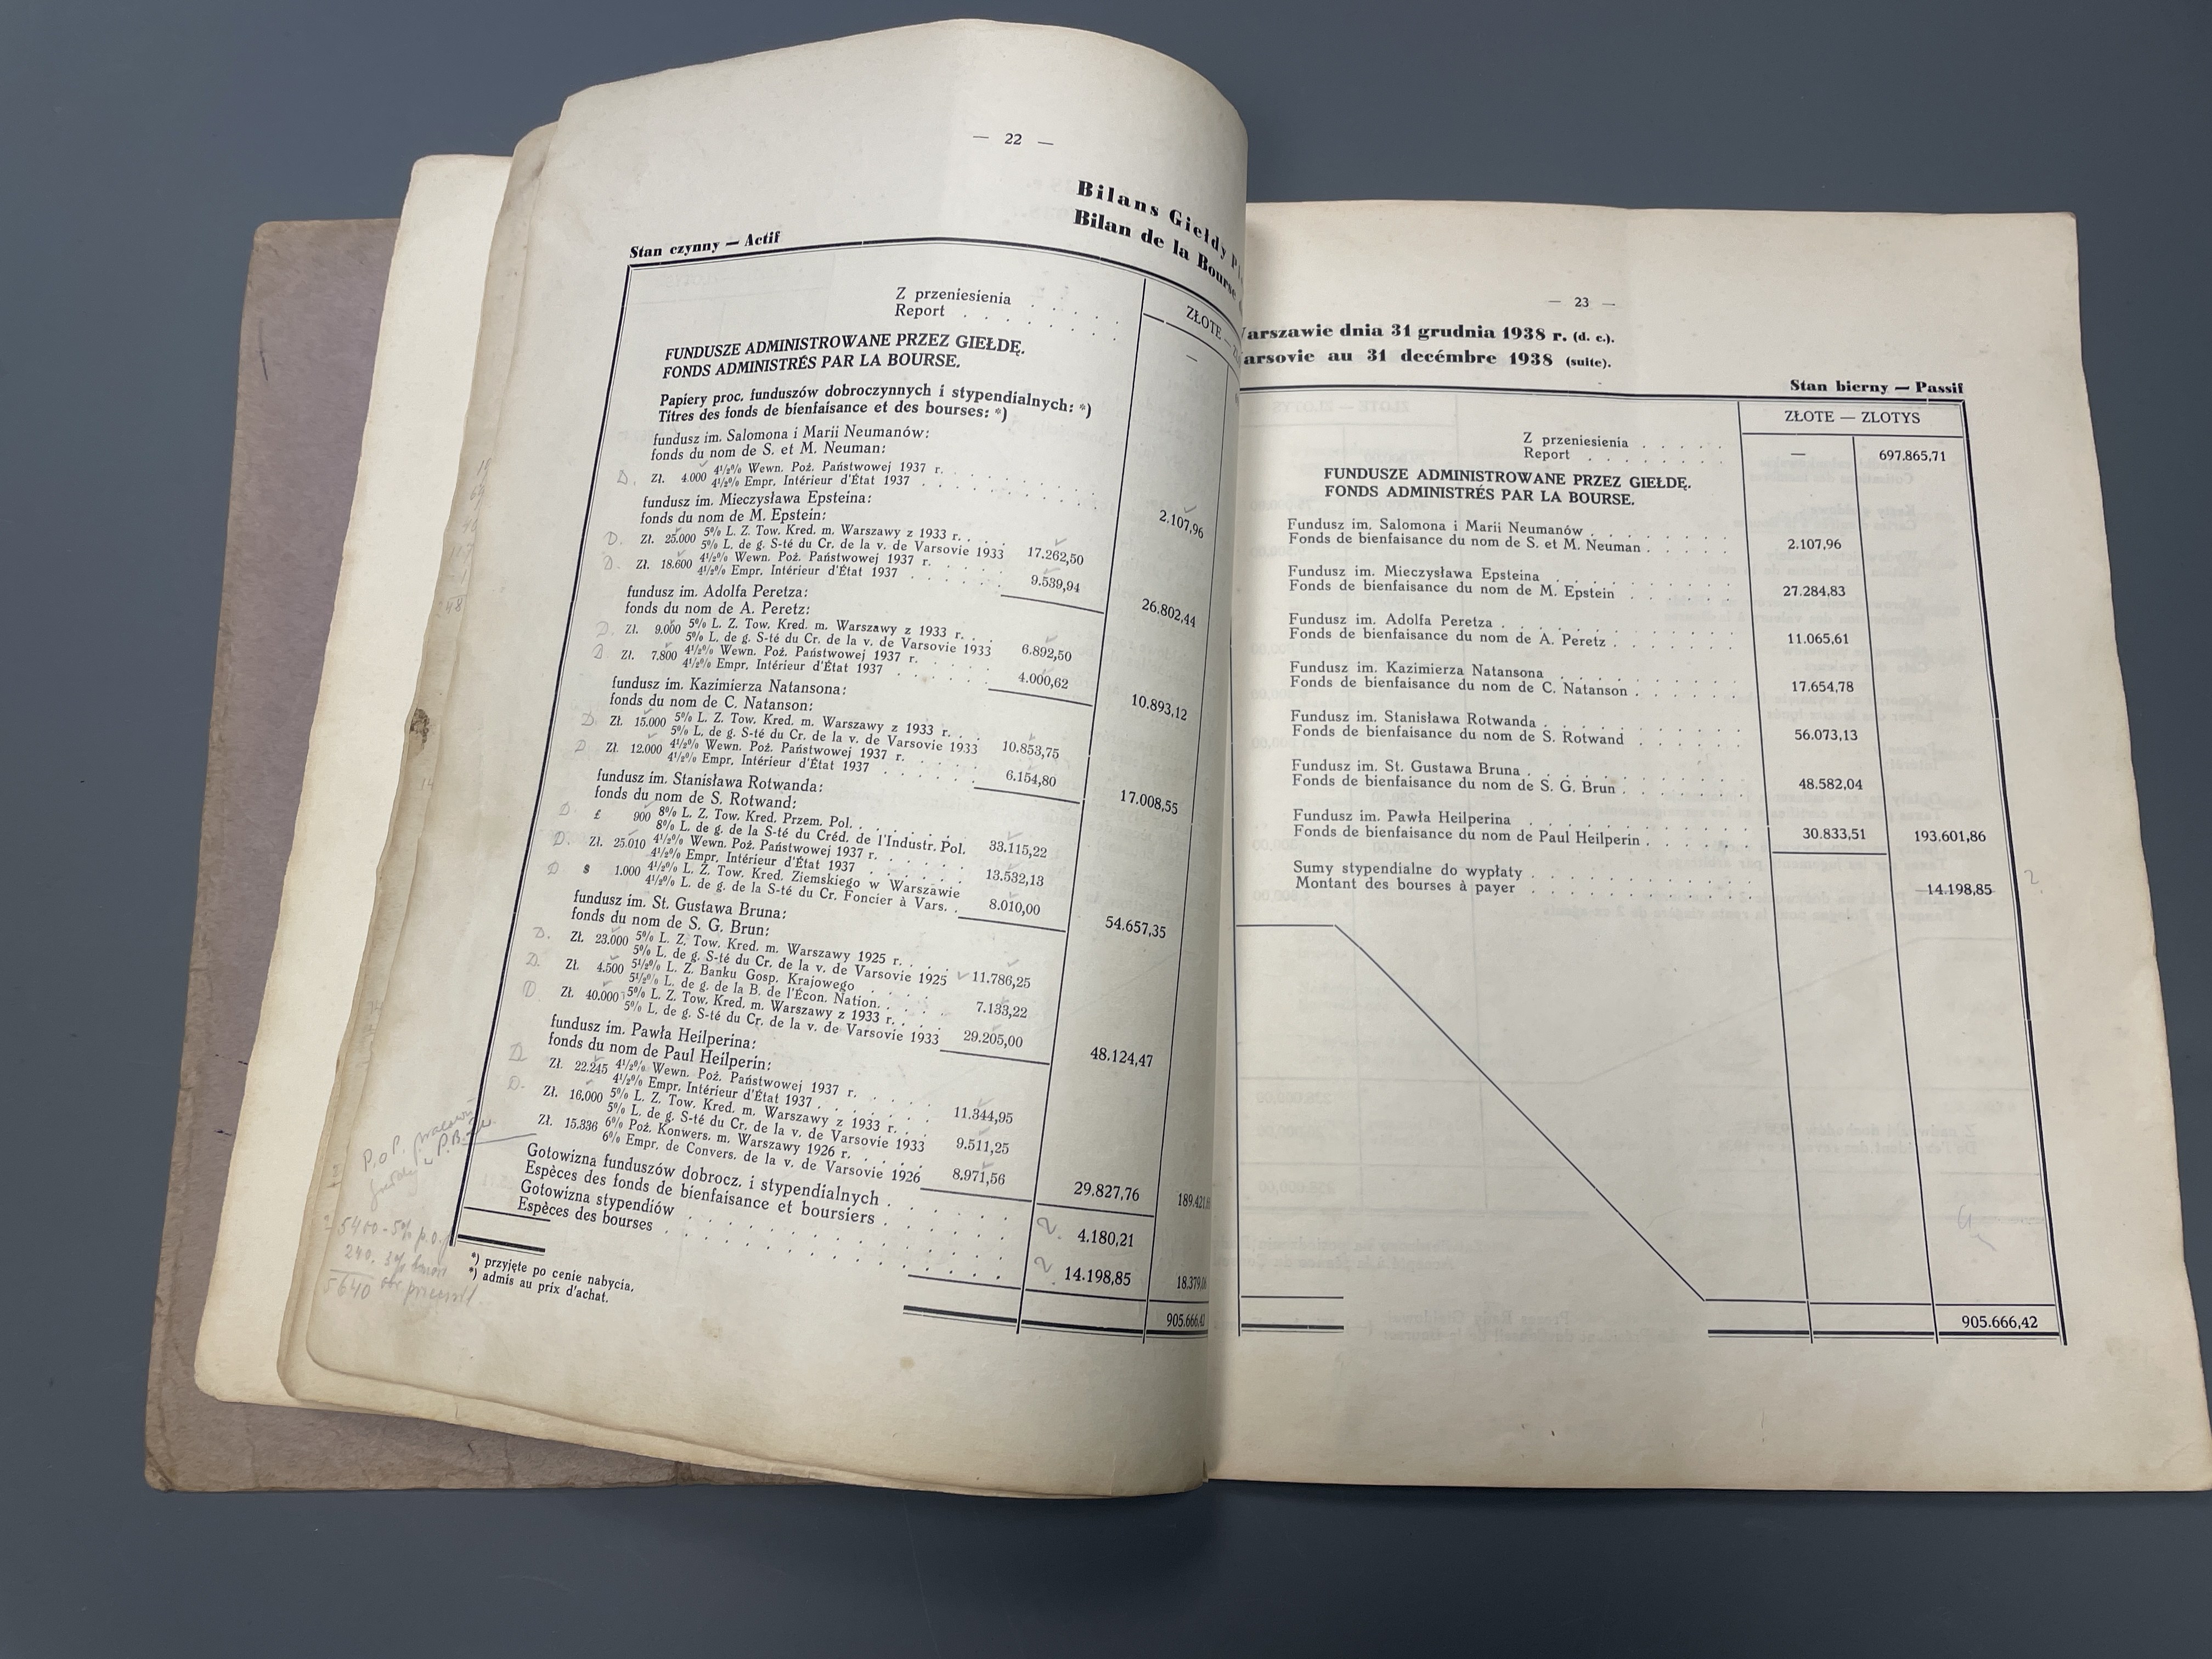 — 22 —
Bilans Giełdy
Bilan de la Bourse
Stan czynny — Actif
ZŁOTE —
Z przeniesienia . . . .
Report . . . . . . . —
FUNDUSZE ADMINISTROWANE PRZEZ GIEŁDĘ.
FONDS ADMINISTRÉS PAR LA BOURSE.
Papiery proc. funduszów dobroczynnych i stypendialnych: *)
Titres des fonds de bienfaisance et des bourses: *)
fundusz im. Salomona i Marii Neumanów:
fonds du nom de S. et M. Neuman:
D. Zł. 4.000 4½% Wewn. Poż. Państwowej 1937 r. . . . . . .
4½% Empr. Intérieur d'État 1937 . . . . . . . 2.107,96
fundusz im. Mieczysława Epsteina:
fonds du nom de M. Epstein:
D. Zł. 25.000 5% L. Z. Tow. Kred. m. Warszawy z 1933 r. . . .
5% L. de g. S-té du Cr. de la v. de Varsovie 1933 17.262,50
D. Zł. 18.600 4½% Wewn. Poż. Państwowej 1937 r. . . . . .
4½% Empr. Intérieur d'État 1937 . . . . . . 9.539,94 26.802,44
fundusz im. Adolfa Peretza:
fonds du nom de A. Peretz:
D. Zł. 9.000 5% L. Z. Tow. Kred. m. Warszawy z 1933 r. . . .
5% L. de g. S-té du Cr. de la v. de Varsovie 1933 6.892,50
D. Zł. 7.800 4½% Wewn. Poż. Państwowej 1937 r. . . . . .
4½% Empr. Intérieur d'État 1937 . . . . . . 4.000,62 10.893,12
fundusz im. Kazimierza Natansona:
fonds du nom de C. Natanson:
D. Zł. 15.000 5% L. Z. Tow. Kred. m. Warszawy z 1933 r. . . .
5% L. de g. S-té du Cr. de la v. de Varsovie 1933 10.853,75
D. Zł. 12.000 4½% Wewn. Poż. Państwowej 1937 r. . . . . .
4½% Empr. Intérieur d'État 1937 . . . . . . 6.154,80 17.008,55
fundusz im. Stanisława Rotwanda:
fonds du nom de S. Rotwand:
D. £ 900 8% L. Z. Tow. Kred. Przem. Pol. . . . . . .
8% L. de g. de la S-té du Créd. de l'Industr. Pol. 33.115,22
D. Zł. 25.010 4½% Wewn. Poż. Państwowej 1937 r. . . . . .
4½% Empr. Intérieur d'État 1937 . . . . . . 13.532,13
D $ 1.000 4½% L. Z. Tow. Kred. Ziemskiego w Warszawie
4½% L. de g. de la S-té du Cr. Foncier à Vars. . 8.010,00 54.657,35
fundusz im. St. Gustawa Bruna:
fonds du nom de S. G. Brun:
D. Zł. 23.000 5% L. Z. Tow. Kred. m. Warszawy 1925 r. . . .
5% L. de g. S-té du Cr. de la v. de Varsovie 1925 11.786,25
D. Zł. 4.500 5½% L. Z. Banku Gosp. Krajowego . . . .
5½% L. de g. de la B. de l'Écon. Nation. . . . . 7.133,22
D Zł. 40.000 5% L. Z. Tow. Kred. m. Warszawy z 1933 r. . . .
5% L. de g. S-té du Cr. de la v. de Varsovie 1933 29.205,00 48.124,47
fundusz im. Pawła Heilperina:
fonds du nom de Paul Heilperin:
D Zł. 22.245 4½% Wewn. Poż. Państwowej 1937 r. . . . . .
4½% Empr. Intérieur d'État 1937 . . . . . . 11.344,95
D. Zł. 16.000 5% L. Z. Tow. Kred. m. Warszawy z 1933 r. . . .
5% L. de g. S-té du Cr. de la v. de Varsovie 1933 9.511,25
Zł. 15.336 6% Poż. Konwers. m. Warszawy 1926 r. . . . . .
6% Empr. de Convers. de la v. de Varsovie 1926 8.971,56 29.827,76
Gotowizna funduszów dobrocz. i stypendialnych . . . . .
Espèces des fonds de bienfaisance et boursiers . . . . . 4.180,21
Gotowizna stypendiów . . . . . . . . .
Espèces des bourses . . . . . . . . . 14.198,85
905.666,42
*) przyjęte po cenie nabycia.
*) admis au prix d'achat.
5400 - 5%
240. 3%
5640
— 23 —
arszawie dnia 31 grudnia 1938 r. (d. c.).
arsovie au 31 decémbre 1938 (suite).
Stan bierny — Passif
ZŁOTE — ZLOTYS
Z przeniesienia . . . .
Report . . . . . . . — 697.865,71
FUNDUSZE ADMINISTROWANE PRZEZ GIEŁDĘ.
FONDS ADMINISTRÉS PAR LA BOURSE.
Fundusz im. Salomona i Marii Neumanów . . . . . .
Fonds de bienfaisance du nom de S. et M. Neuman . . . . 2.107,96
Fundusz im. Mieczysława Epsteina . . . . . . . .
Fonds de bienfaisance du nom de M. Epstein . . . . . 27.284,83
Fundusz im. Adolfa Peretza . . . . . . . . . .
Fonds de bienfaisance du nom de A. Peretz . . . . . . 11.065,61
Fundusz im. Kazimierza Natansona . . . . . . . .
Fonds de bienfaisance du nom de C. Natanson . . . . . 17.654,78
Fundusz im. Stanisława Rotwanda . . . . . . . .
Fonds de bienfaisance du nom de S. Rotwand . . . . . 56.073,13
Fundusz im. St. Gustawa Bruna . . . . . . . . .
Fonds de bienfaisance du nom de S. G. Brun . . . . . 48.582,04
Fundusz im. Pawła Heilperina . . . . . . . . .
Fonds de bienfaisance du nom de Paul Heilperin . . . . 30.833,51 193.601,86
Sumy stypendialne do wypłaty . . . . . . . . .
Montant des bourses à payer . . . . . . . . . 14.198,85
905.666,42